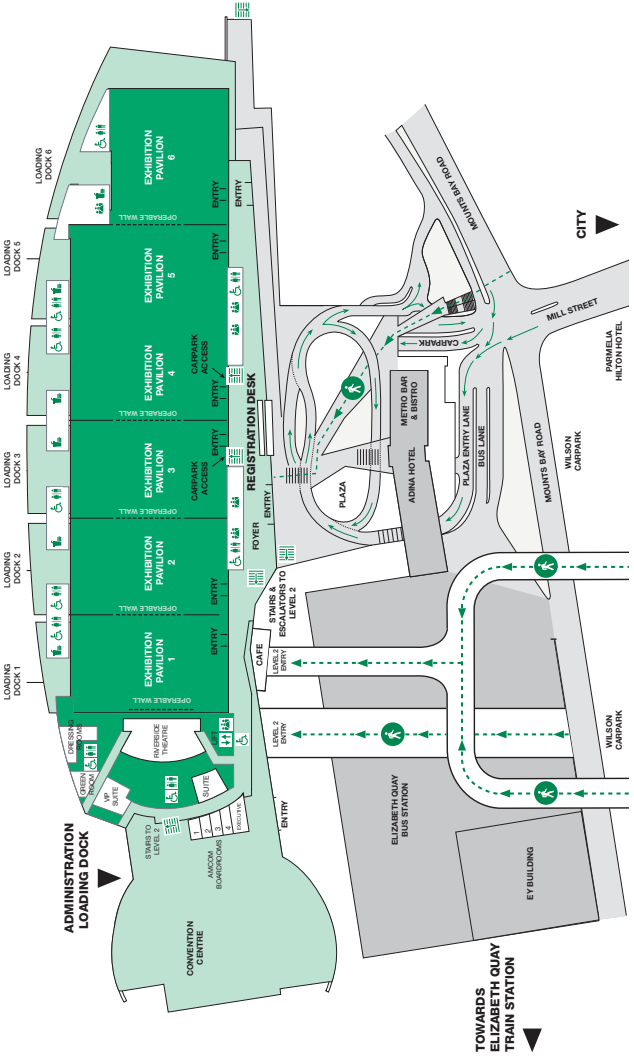 LOADING
DOCK 1
LOADING
DOCK 2
LOADING
DOCK 3
LOADING
DOCK 4
LOADING
DOCK 5
LOADING DOCK 6
ADMINISTRATION
LOADING DOCK
DRESSING
ROOMS
GREEN
ROOM
VIP
SUITE
RIVERSIDE
THEATRE
LIFT
SUITE
STAIRS TO
LEVEL 2
1
2
3
4
EXECUTIVE
AMCOM
BOARDROOMS
CONVENTION
CENTRE
EXHIBITION
PAVILION
1
EXHIBITION
PAVILION
2
EXHIBITION
PAVILION
3
EXHIBITION
PAVILION
4
EXHIBITION
PAVILION
5
EXHIBITION
PAVILION
6
OPERABLE WALL
OPERABLE WALL
OPERABLE WALL
OPERABLE WALL
OPERABLE WALL
ENTRY
ENTRY
ENTRY
ENTRY
ENTRY
ENTRY
ENTRY
ENTRY
ENTRY
CARPARK
ACCESS
CARPARK
ACCESS
REGISTRATION DESK
FOYER
STAIRS &
ESCALATORS TO
LEVEL 2
CAFE
LEVEL 2
ENTRY
LEVEL 2
ENTRY
PLAZA
METRO BAR
& BISTRO
ADINA HOTEL
CARPARK
PLAZA ENTRY LANE
BUS LANE
MOUNTS BAY ROAD
MOUNTS BAY ROAD
MILL STREET
CITY
PARMELIA
HILTON HOTEL
WILSON
CARPARK
WILSON
CARPARK
ELIZABETH QUAY
BUS STATION
EY BUILDING
TOWARDS
ELIZABETH QUAY
TRAIN STATION